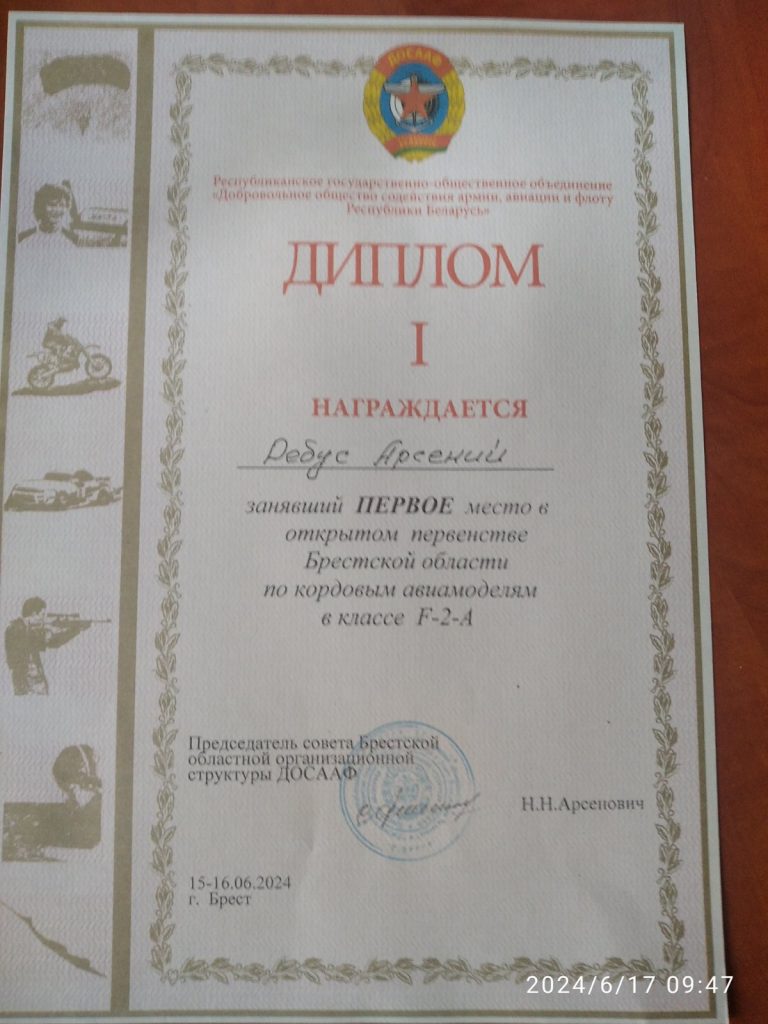 ДОСААФ
Республиканское государственно-общественное объединение
«Добровольное общество содействия армии, авиации и флоту
Республики Беларусь»
ДИПЛОМ
I
НАГРАЖДАЕТСЯ
Ребус Арсений
занявший ПЕРВОЕ место в
открытом первенстве
Брестской области
по кордовым авиамоделям
в классе F-2-A
Председатель совета Брестской
областной организационной
структуры ДОСААФ
Н.Н.Арсенович
15-16.06.2024
г. Брест
2024/6/17 09:47